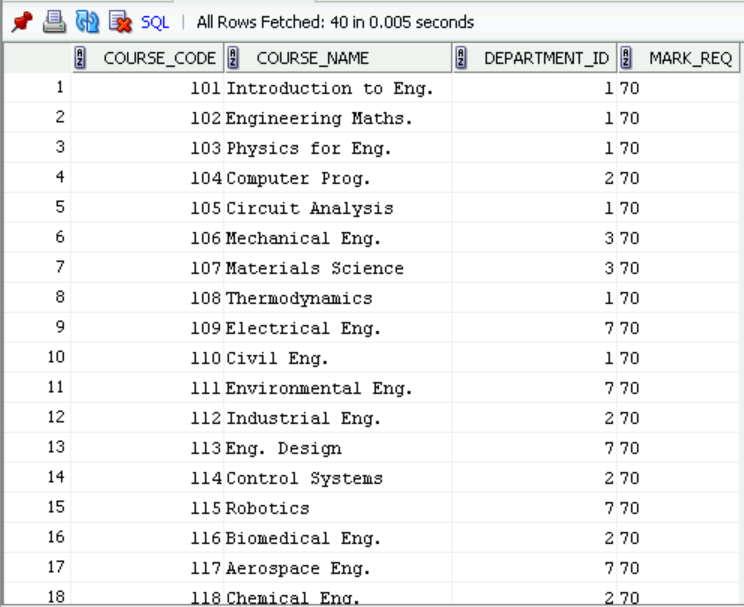 SQL | All Rows Fetched: 40 in 0.005 seconds
COURSE_CODE COURSE_NAME DEPARTMENT_ID MARK_REQ
1 101 Introduction to Eng. 1 70
2 102 Engineering Maths. 1 70
3 103 Physics for Eng. 1 70
4 104 Computer Prog. 2 70
5 105 Circuit Analysis 1 70
6 106 Mechanical Eng. 3 70
7 107 Materials Science 3 70
8 108 Thermodynamics 1 70
9 109 Electrical Eng. 7 70
10 110 Civil Eng. 1 70
11 111 Environmental Eng. 7 70
12 112 Industrial Eng. 2 70
13 113 Eng. Design 7 70
14 114 Control Systems 2 70
15 115 Robotics 7 70
16 116 Biomedical Eng. 2 70
17 117 Aerospace Eng. 7 70
18 118 Chemical Eng. 2 70